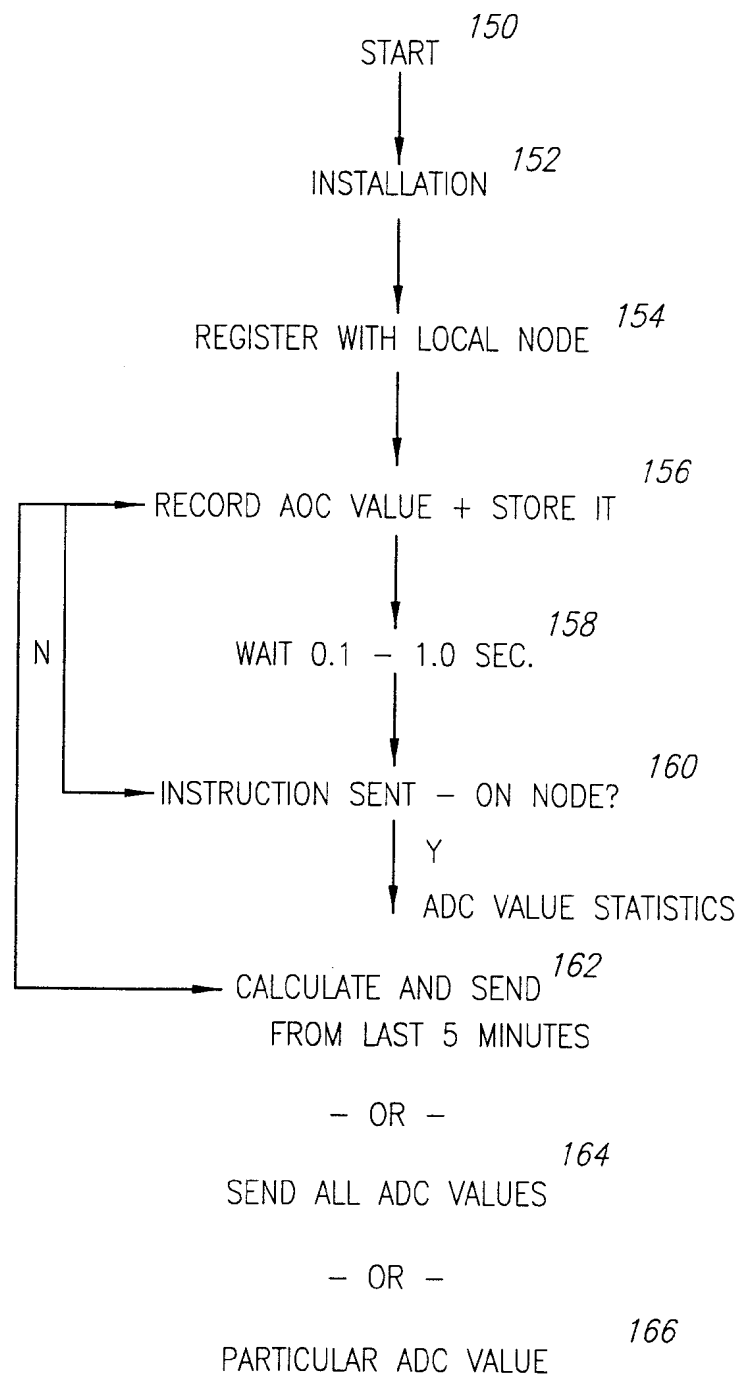 START 150
INSTALLATION 152
REGISTER WITH LOCAL NODE 154
RECORD AOC VALUE + STORE IT 156
N
WAIT 0.1 - 1.0 SEC. 158
INSTRUCTION SENT - ON NODE? 160
Y
ADC VALUE STATISTICS
CALCULATE AND SEND 162
FROM LAST 5 MINUTES
- OR -
SEND ALL ADC VALUES 164
- OR -
PARTICULAR ADC VALUE 166